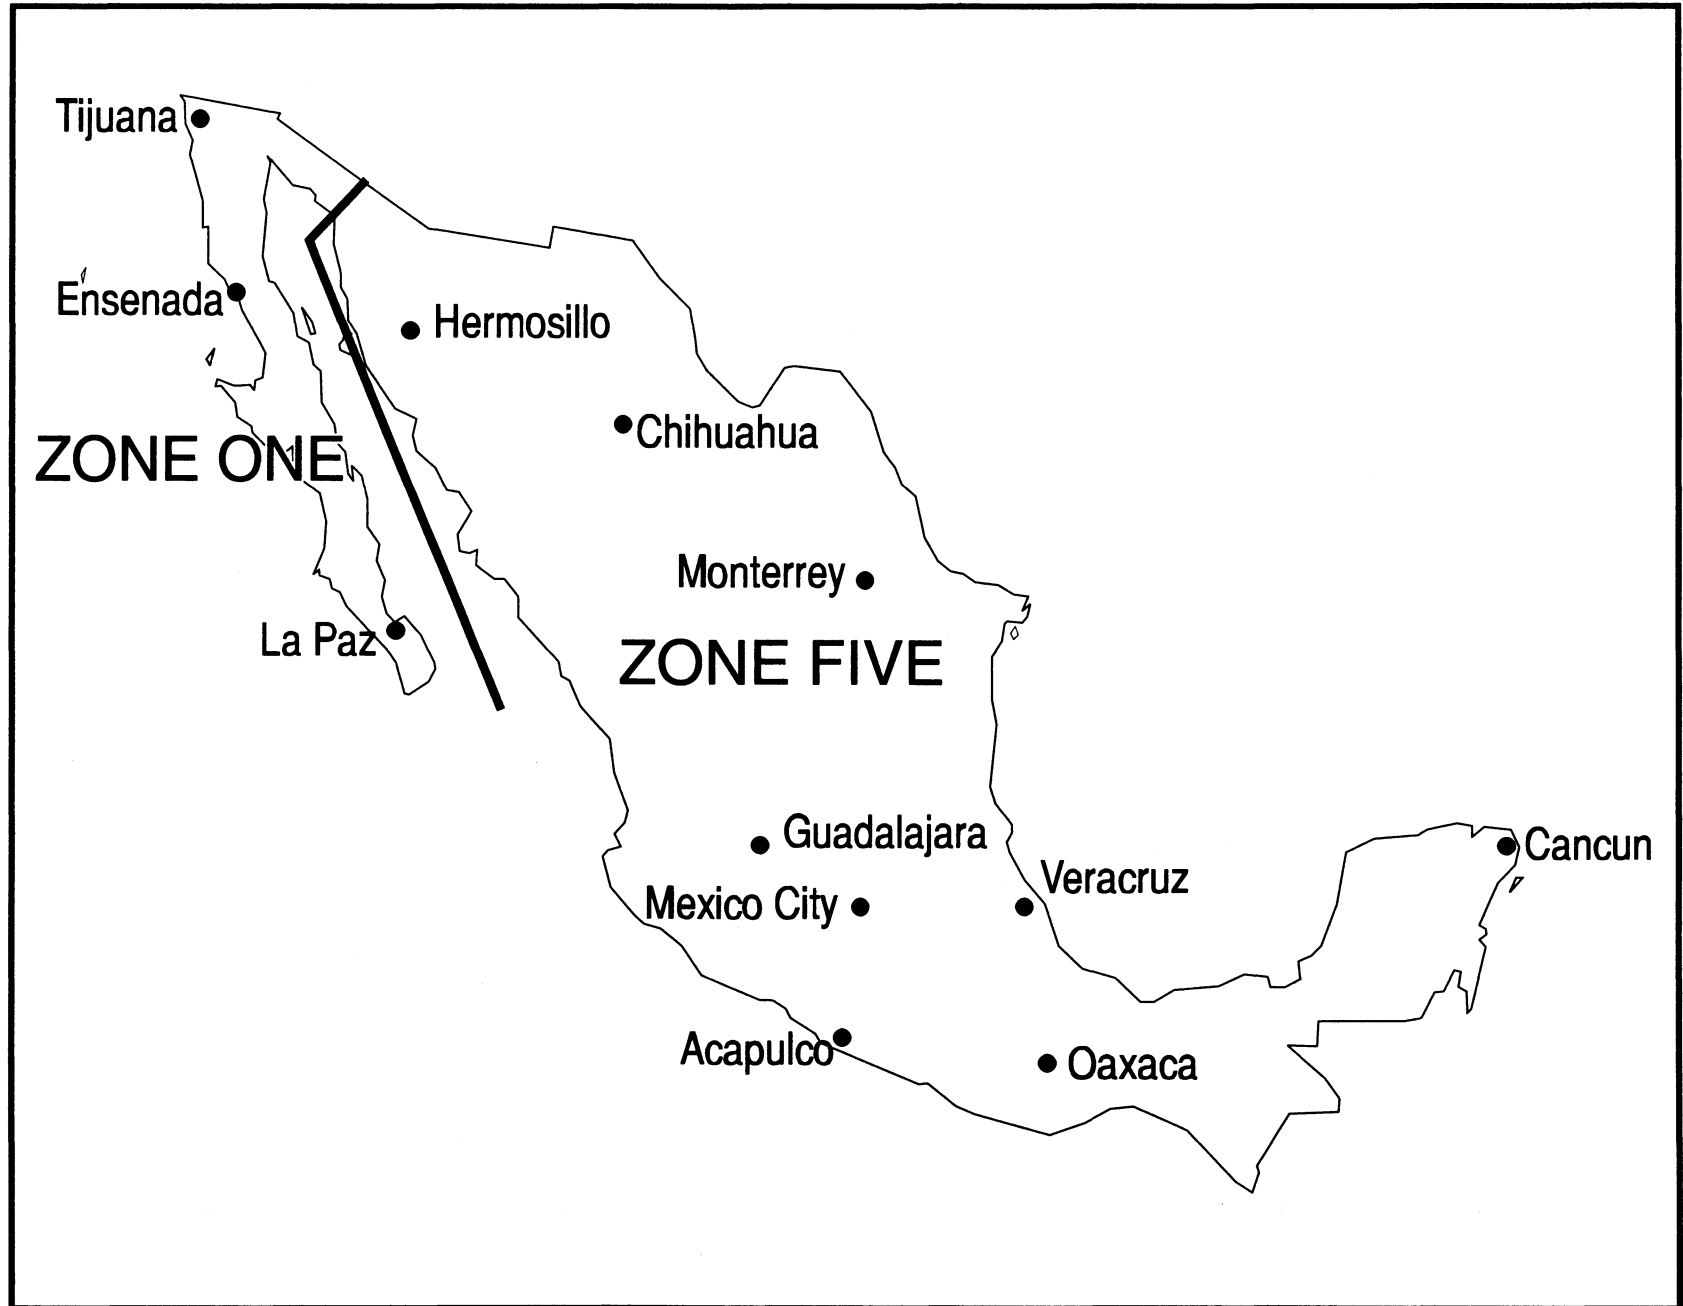 Tijuana
Ensenada
Hermosillo
Chihuahua
ZONE ONE
Monterrey
La Paz
ZONE FIVE
Guadalajara
Cancun
Veracruz
Mexico City
Acapulco
Oaxaca